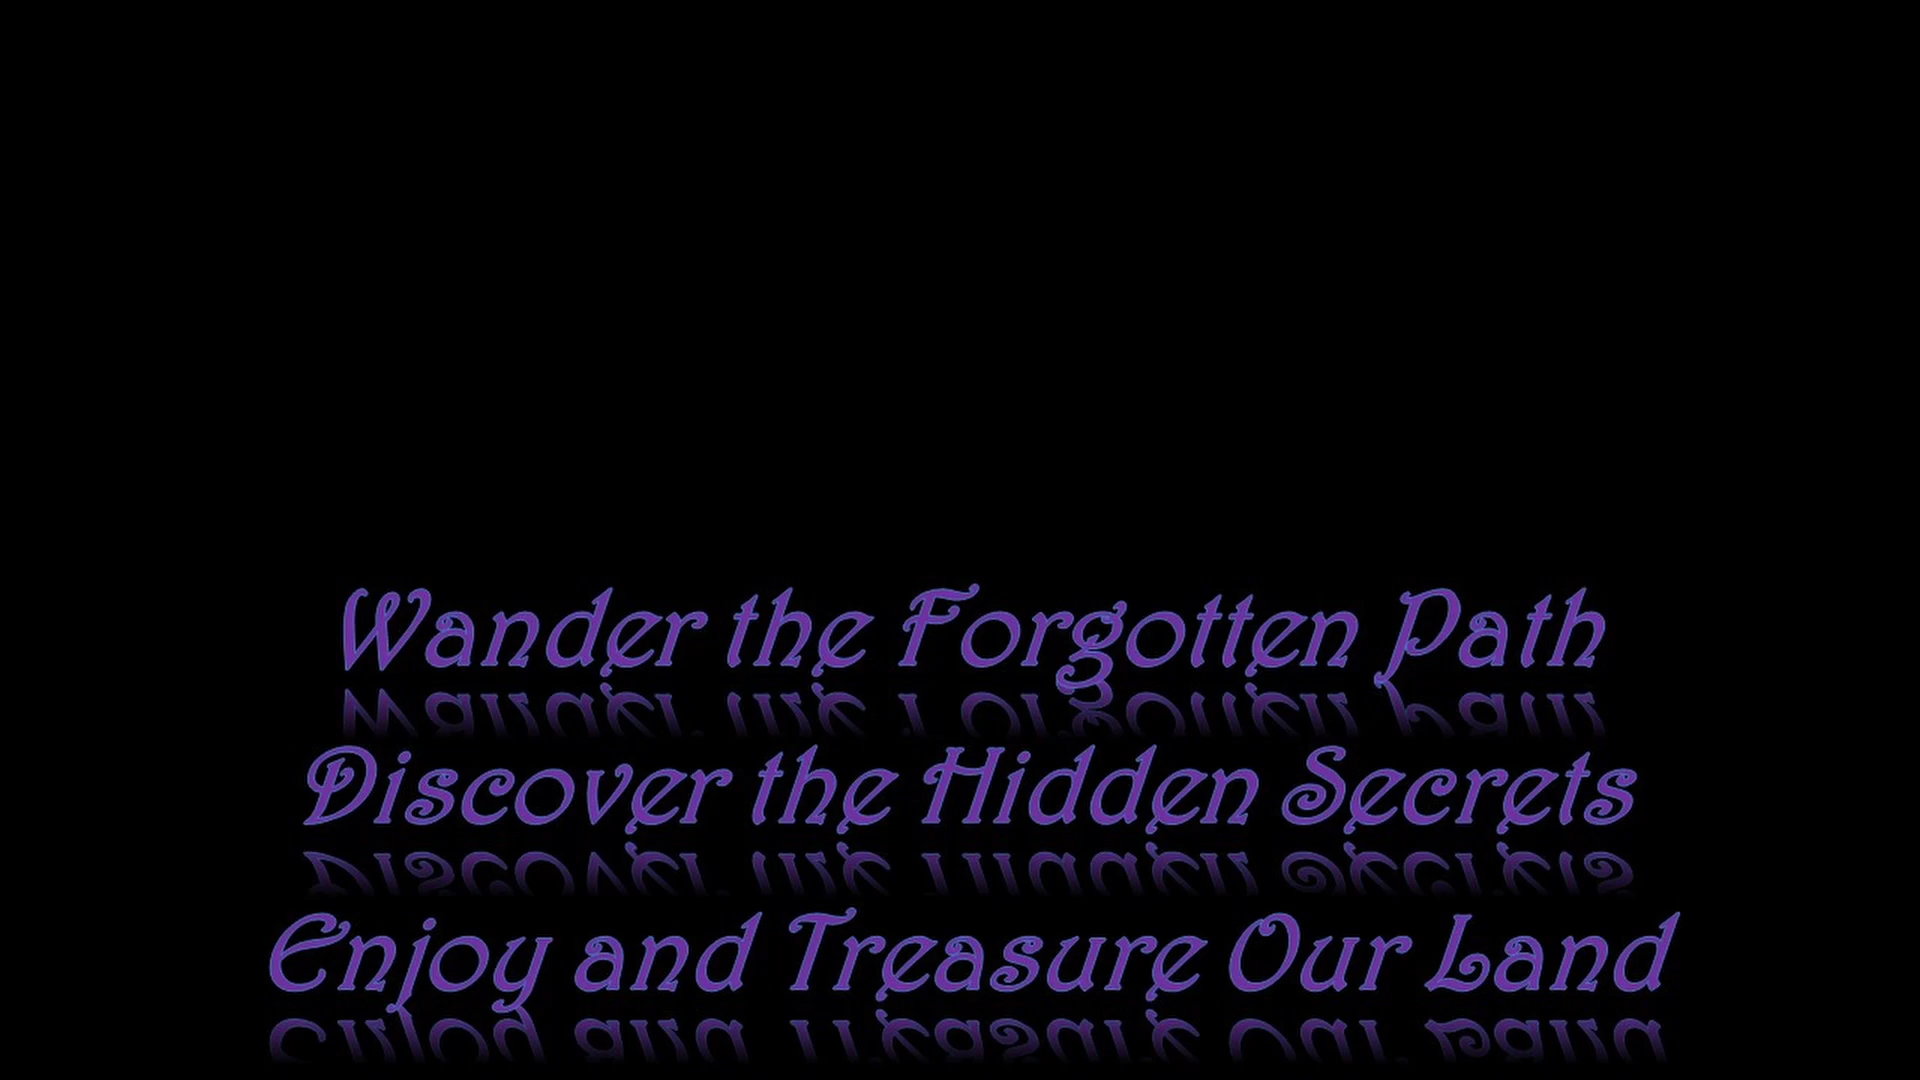 Wander the Forgotten Path
Discover the Hidden Secrets
Enjoy and Treasure Our Land